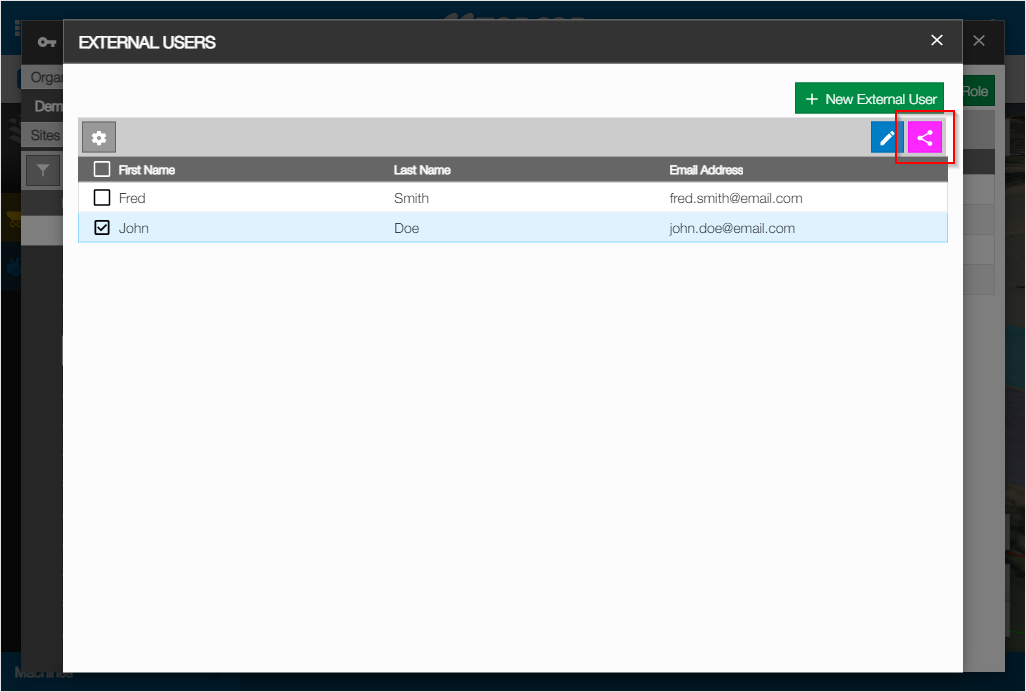 EXTERNAL USERS
Organ
Role
+ New External User
Dem
Sites
First Name Last Name Email Address
Fred Smith fred.smith@email.com
John Doe john.doe@email.com
Machines